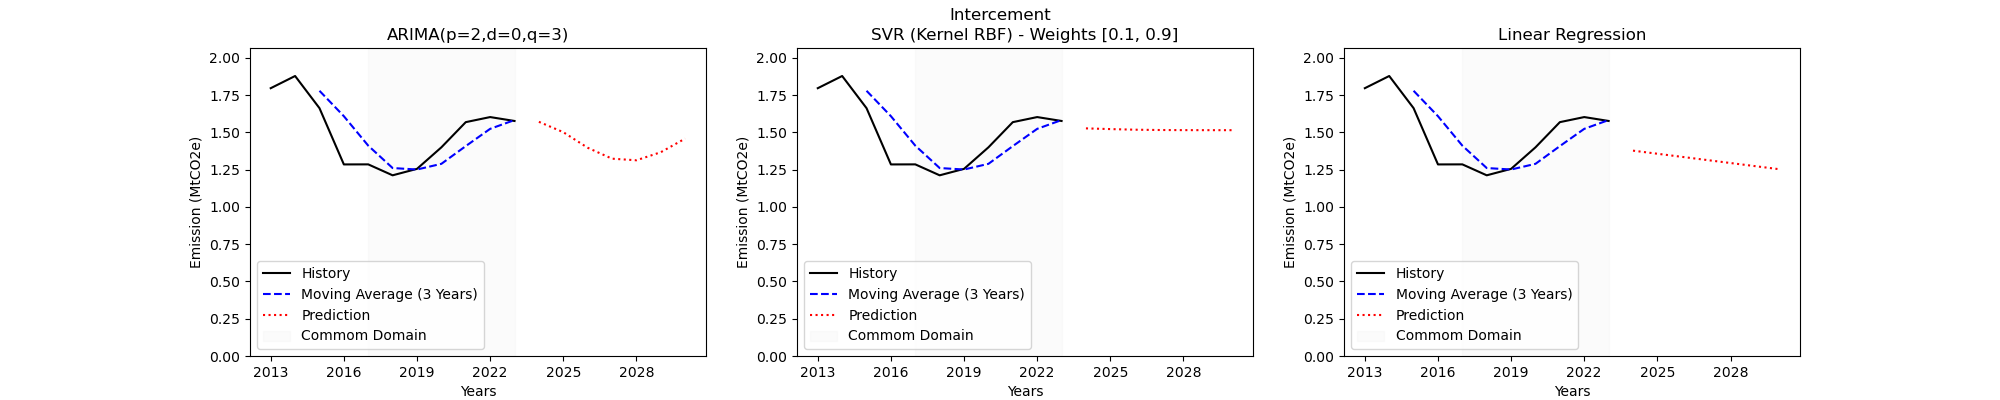 Intercement
ARIMA(p=2,d=0,q=3)
2.00
1.75
1.50
1.25
1.00
0.75
0.50
0.25
0.00
Emission (MtCO2e)
History
Moving Average (3 Years)
Prediction
Commom Domain
2013 2016 2019 2022 2025 2028
Years
SVR (Kernel RBF) - Weights [0.1, 0.9]
2.00
1.75
1.50
1.25
1.00
0.75
0.50
0.25
0.00
Emission (MtCO2e)
History
Moving Average (3 Years)
Prediction
Commom Domain
2013 2016 2019 2022 2025 2028
Years
Linear Regression
2.00
1.75
1.50
1.25
1.00
0.75
0.50
0.25
0.00
Emission (MtCO2e)
History
Moving Average (3 Years)
Prediction
Commom Domain
2013 2016 2019 2022 2025 2028
Years